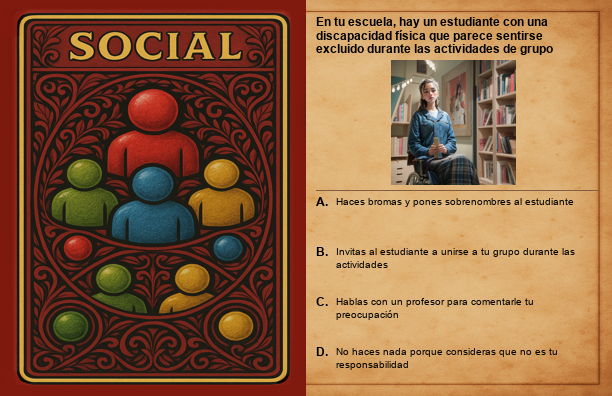 SOCIAL
En tu escuela, hay un estudiante con una
discapacidad física que parece sentirse
excluido durante las actividades de grupo
A. Haces bromas y pones sobrenombres al estudiante
B. Invitas al estudiante a unirse a tu grupo durante las
actividades
C. Hablas con un profesor para comentarle tu
preocupación
D. No haces nada porque consideras que no es tu
responsabilidad